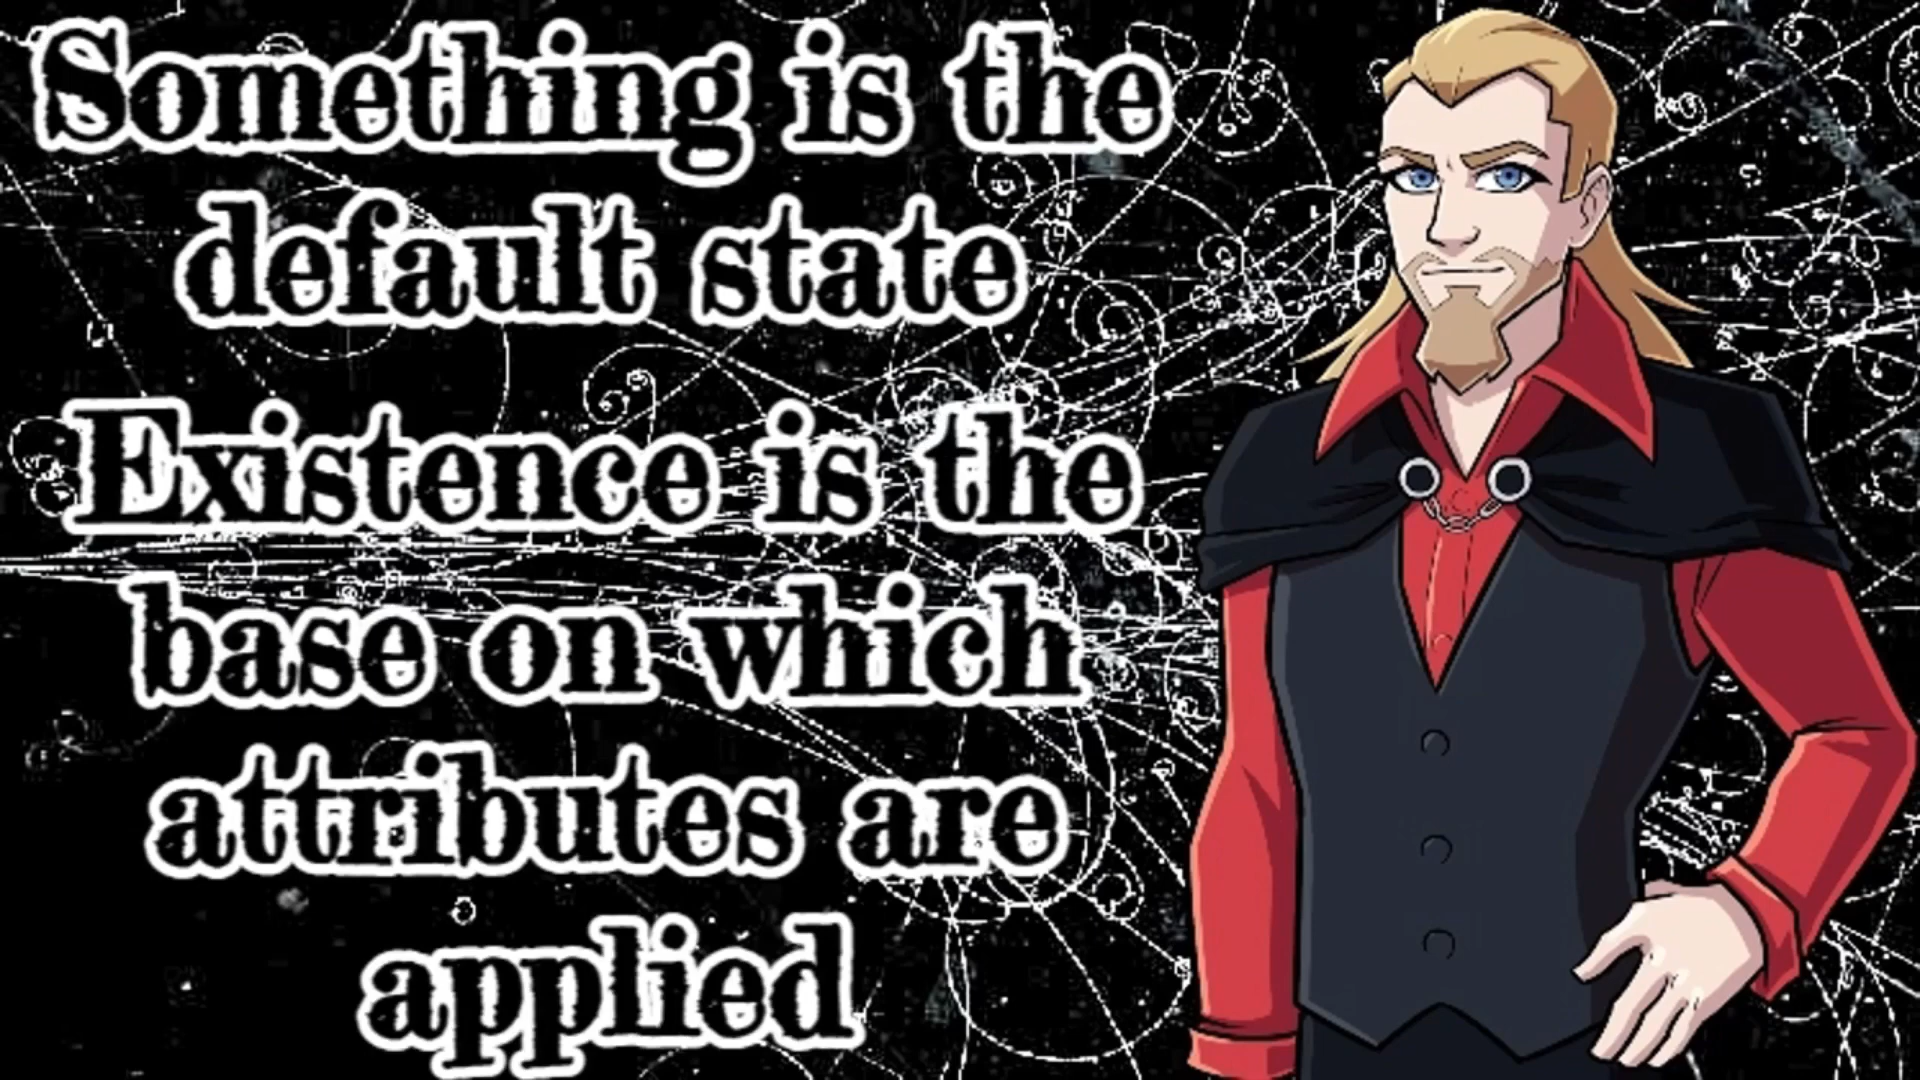 Something is the
default state
Existence is the
base on which
attributes are
applied